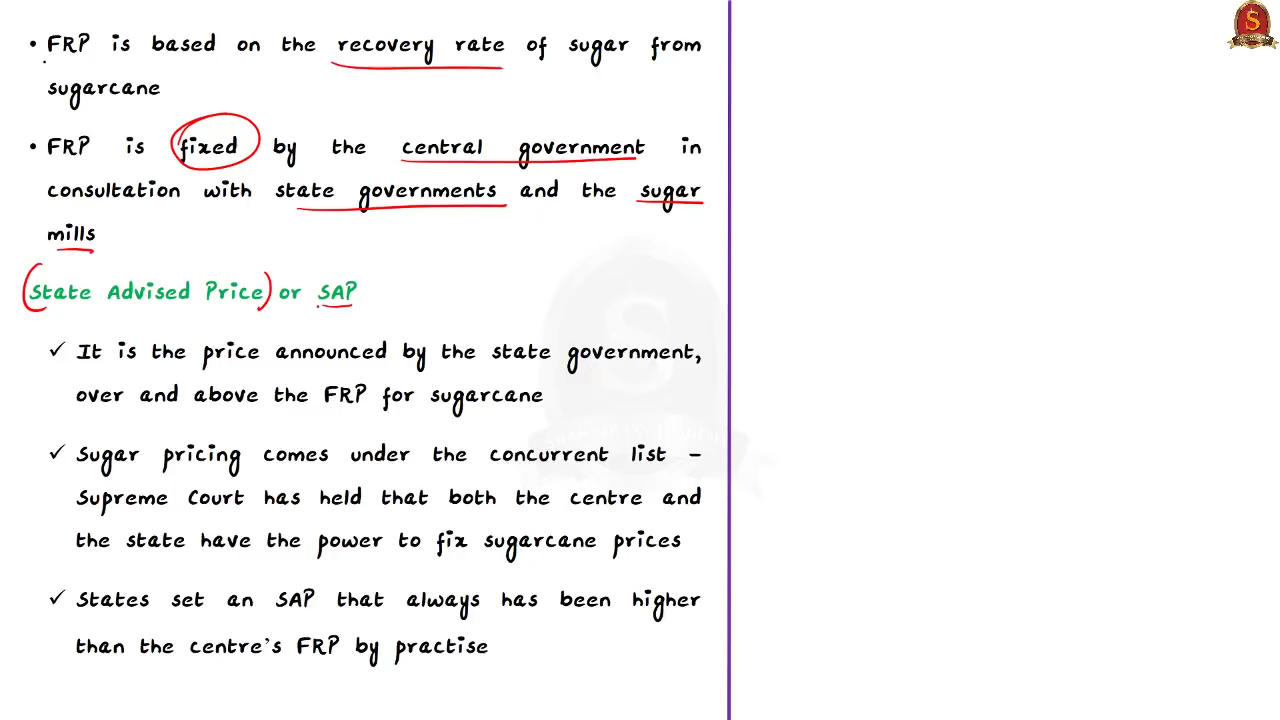 • FRP is based on the recovery rate of sugar from
sugarcane
• FRP is fixed by the central government in
consultation with state governments and the sugar
mills
(State Advised Price) or SAP
✓ It is the price announced by the state government,
over and above the FRP for sugarcane
✓ Sugar pricing comes under the concurrent list –
Supreme Court has held that both the centre and
the state have the power to fix sugarcane prices
✓ States set an SAP that always has been higher
than the centre's FRP by practise
S
S